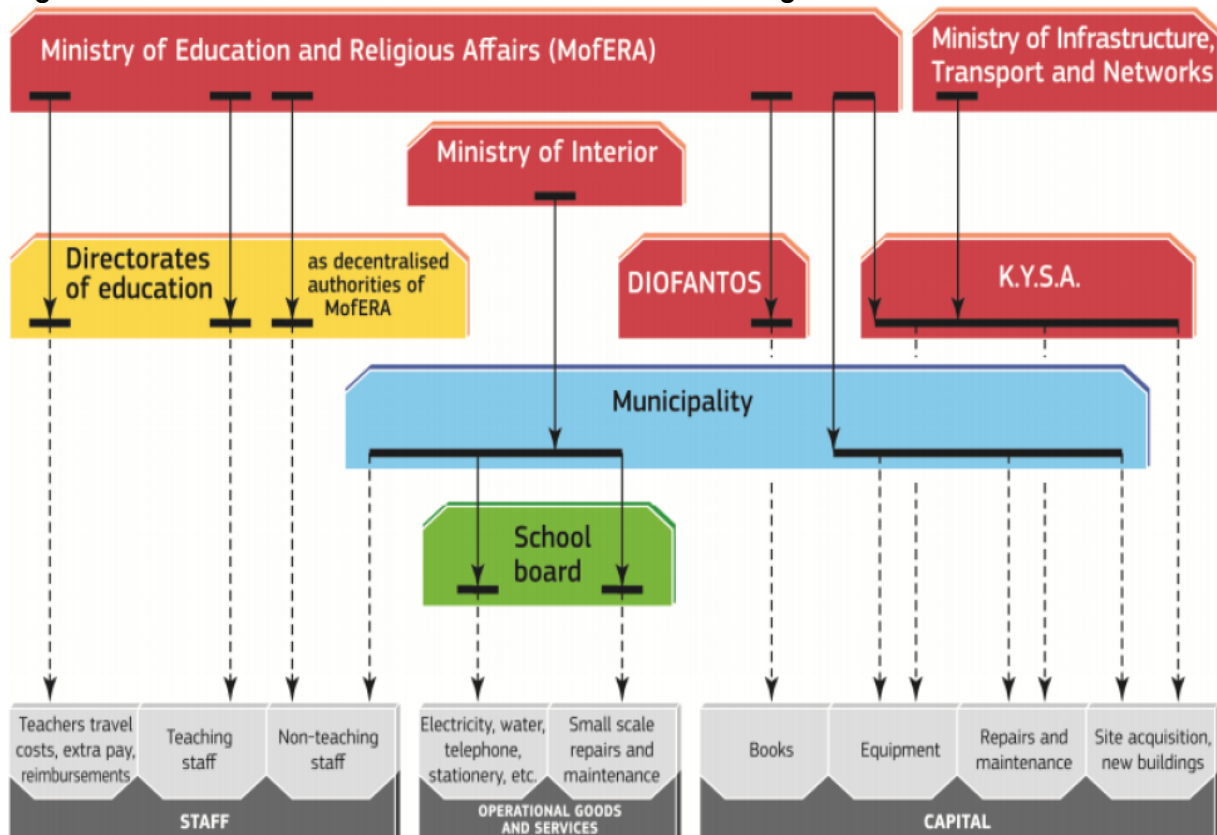 Ministry of Education and Religious Affairs (MofERA)
Ministry of Infrastructure,
Transport and Networks
Ministry of Interior
Directorates
of education
as decentralised
authorities of
MofERA
DIOFANTOS
K.Y.S.A.
Municipality
School
board
Teachers travel
costs, extra pay,
reimbursements
Teaching
staff
Non-teaching
staff
Electricity, water,
telephone,
stationery, etc.
Small scale
repairs and
maintenance
Books
Equipment
Repairs and
maintenance
Site acquisition,
new buildings
STAFF
OPERATIONAL GOODS
AND SERVICES
CAPITAL